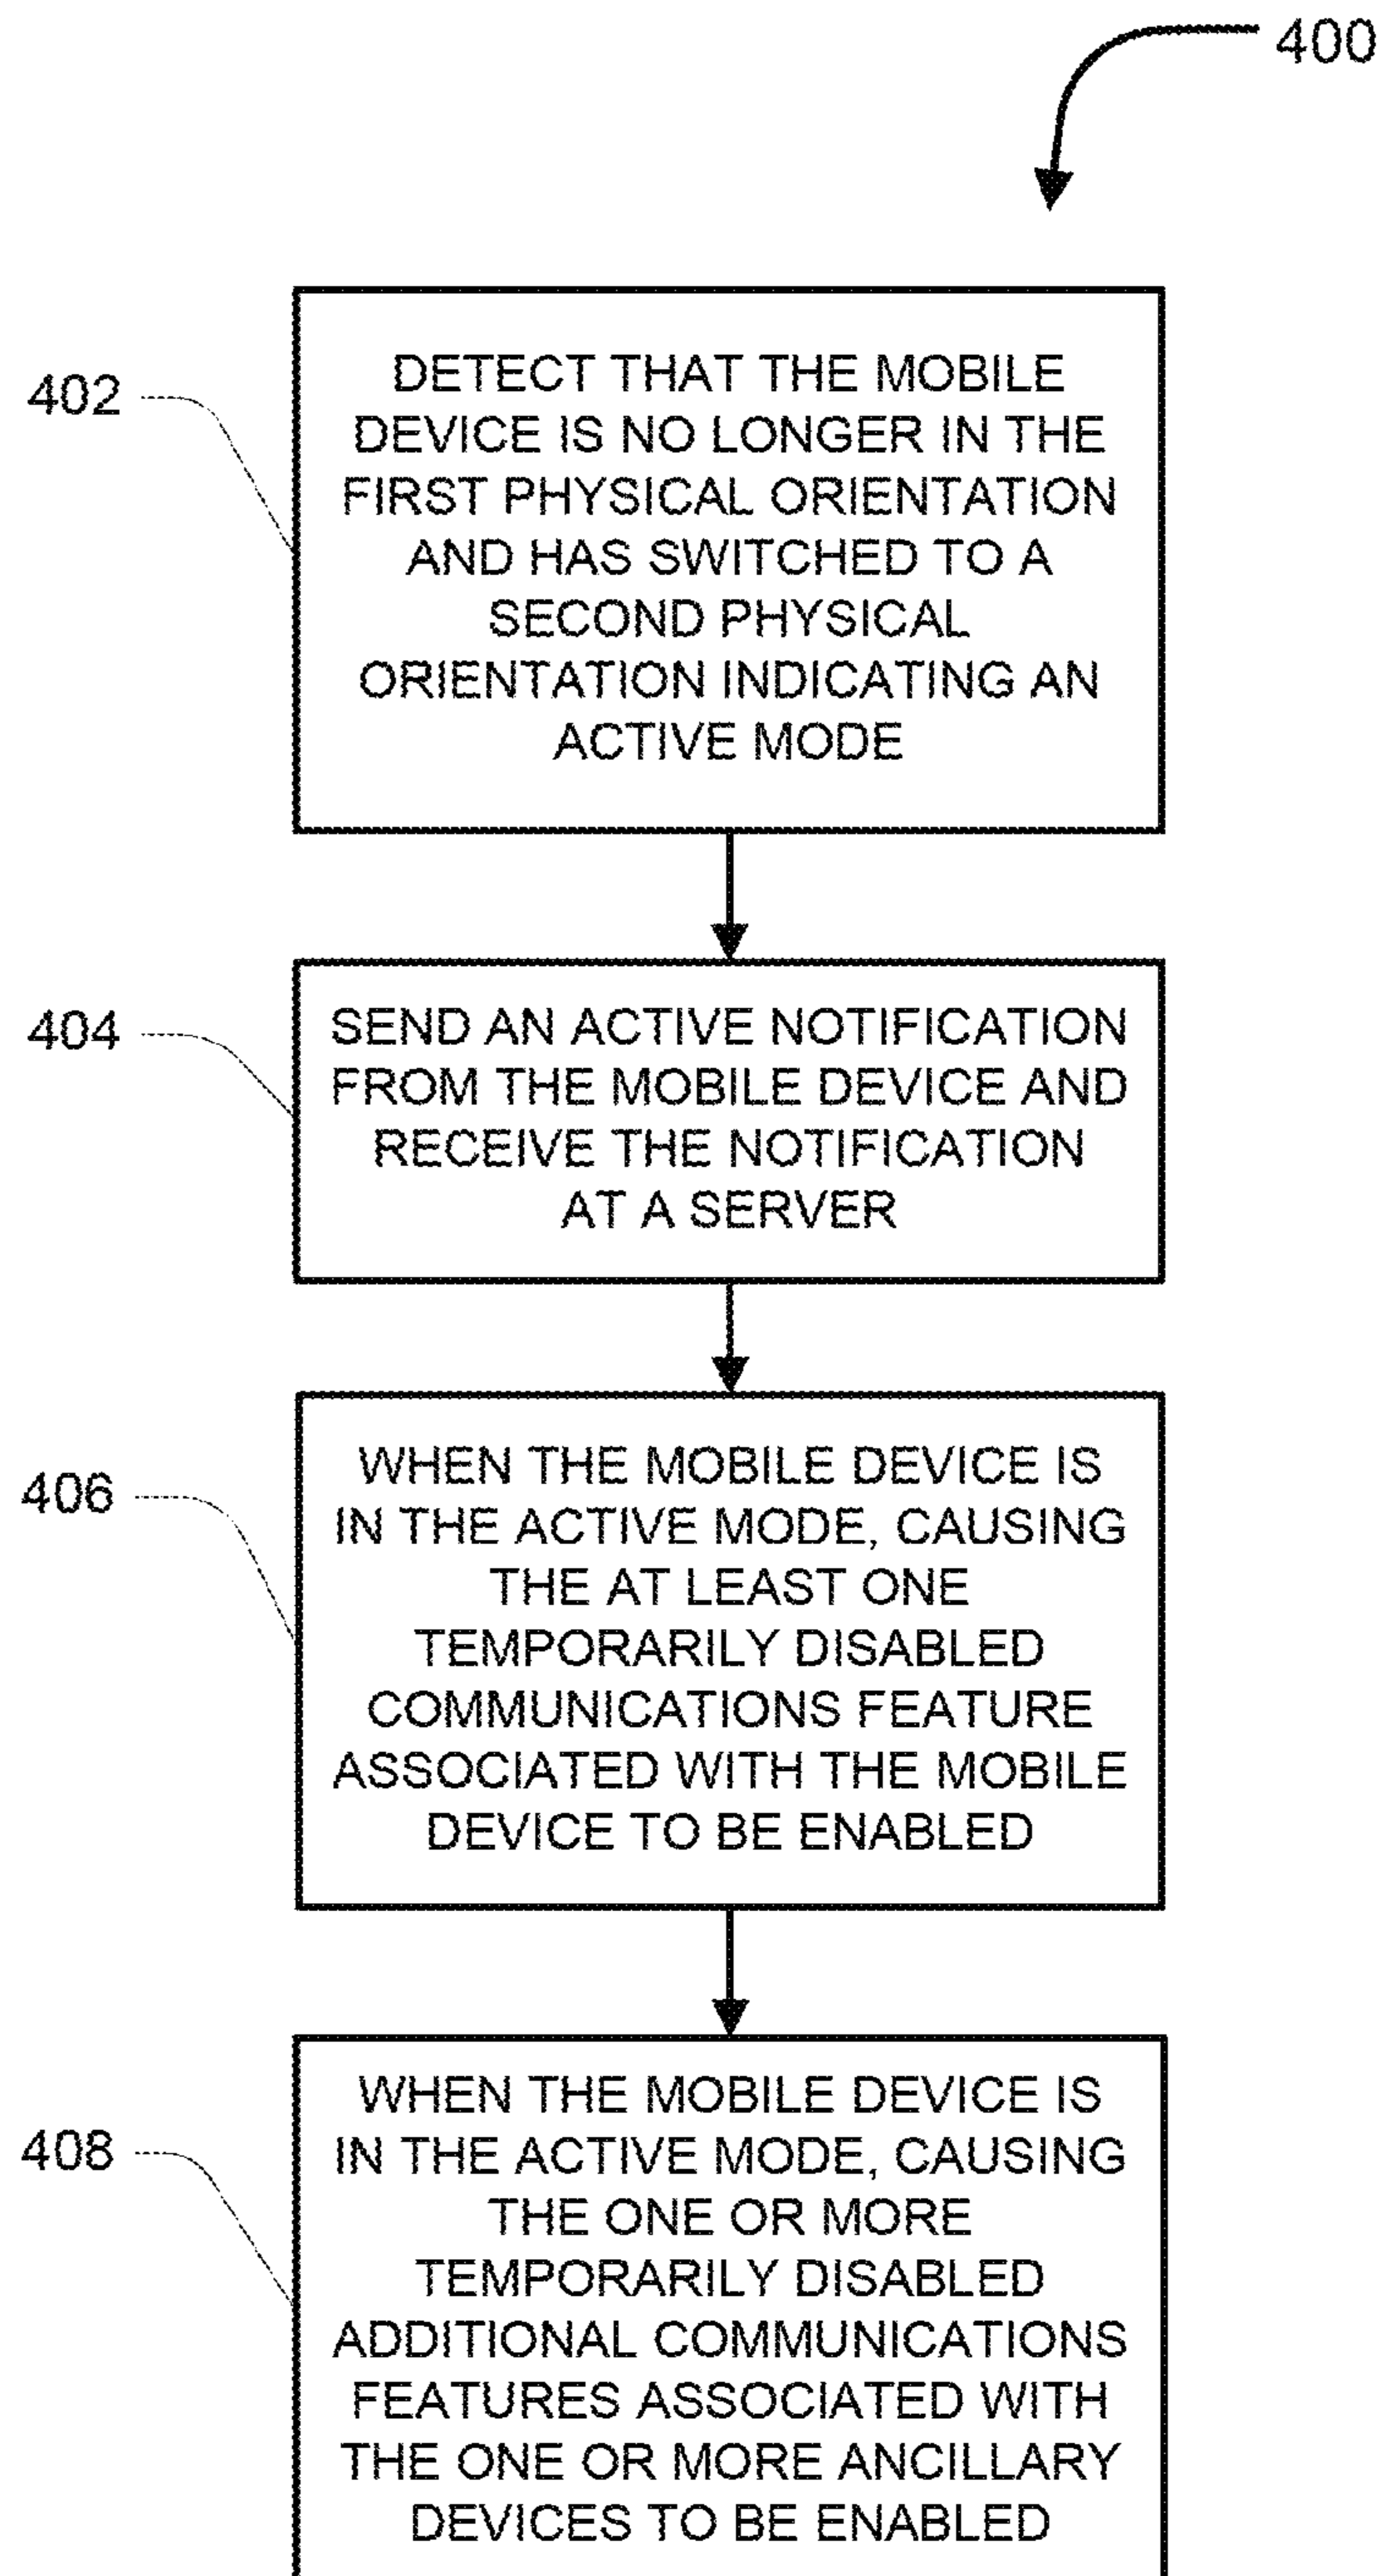 400
402
DETECT THAT THE MOBILE
DEVICE IS NO LONGER IN THE
FIRST PHYSICAL ORIENTATION
AND HAS SWITCHED TO A
SECOND PHYSICAL
ORIENTATION INDICATING AN
ACTIVE MODE
404
SEND AN ACTIVE NOTIFICATION
FROM THE MOBILE DEVICE AND
RECEIVE THE NOTIFICATION
AT A SERVER
406
WHEN THE MOBILE DEVICE IS
IN THE ACTIVE MODE, CAUSING
THE AT LEAST ONE
TEMPORARILY DISABLED
COMMUNICATIONS FEATURE
ASSOCIATED WITH THE MOBILE
DEVICE TO BE ENABLED
408
WHEN THE MOBILE DEVICE IS
IN THE ACTIVE MODE, CAUSING
THE ONE OR MORE
TEMPORARILY DISABLED
ADDITIONAL COMMUNICATIONS
FEATURES ASSOCIATED WITH
THE ONE OR MORE ANCILLARY
DEVICES TO BE ENABLED